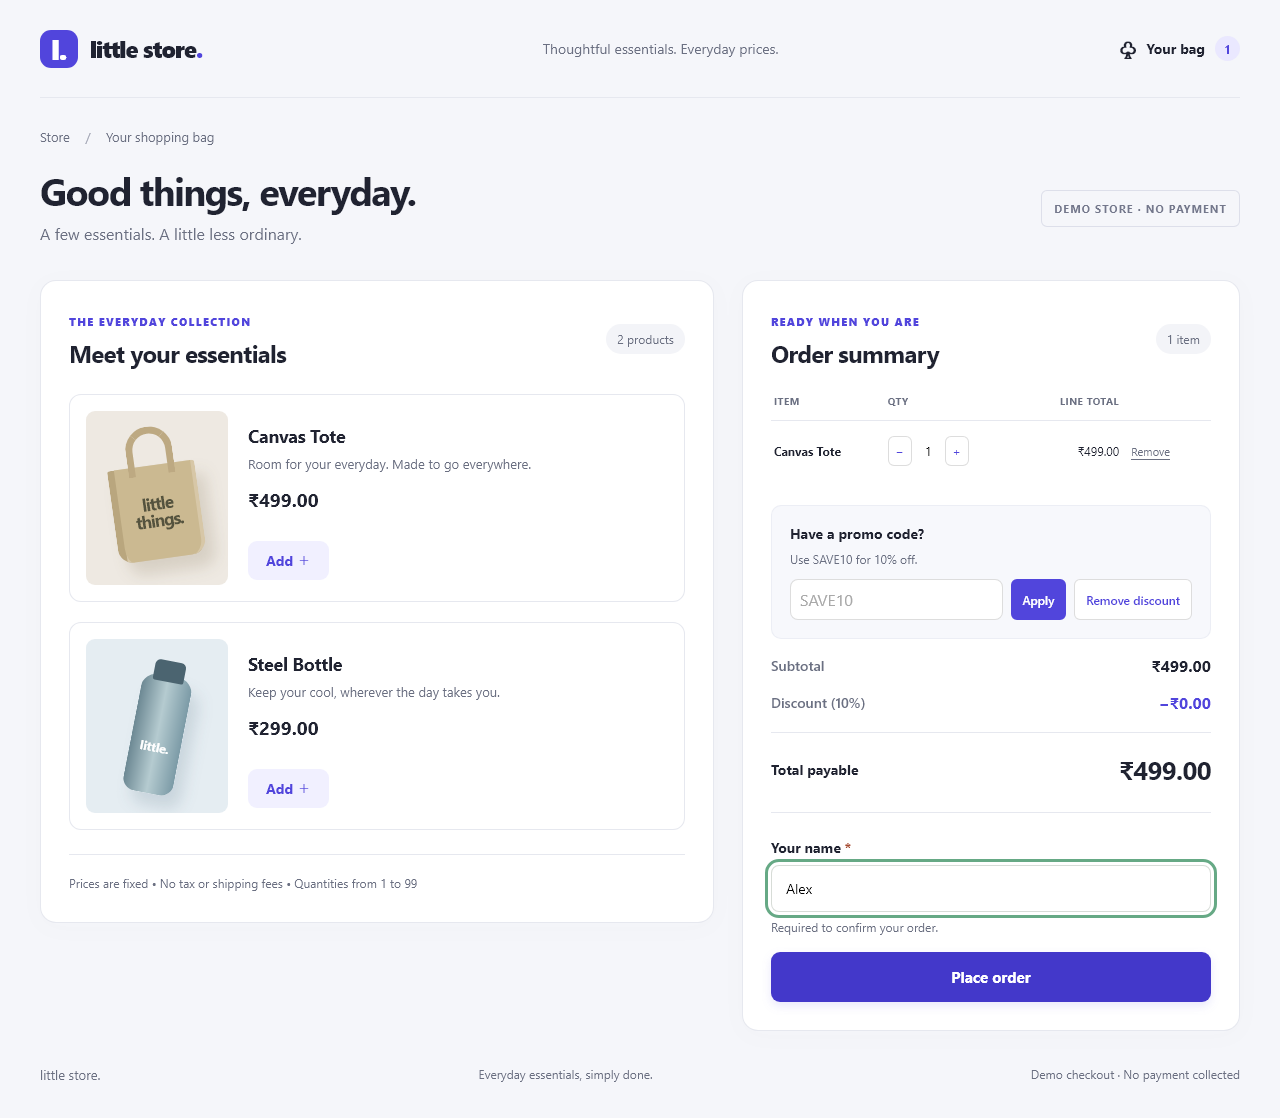 l. little store.
Thoughtful essentials. Everyday prices.
Your bag 1
Store / Your shopping bag
Good things, everyday.
A few essentials. A little less ordinary.
DEMO STORE · NO PAYMENT
THE EVERYDAY COLLECTION
Meet your essentials
2 products
little
things.
Canvas Tote
Room for your everyday. Made to go everywhere.
₹499.00
Add +
little.
Steel Bottle
Keep your cool, wherever the day takes you.
₹299.00
Add +
Prices are fixed • No tax or shipping fees • Quantities from 1 to 99
READY WHEN YOU ARE
Order summary
1 item
ITEM QTY LINE TOTAL
Canvas Tote − 1 + ₹499.00 Remove
Have a promo code?
Use SAVE10 for 10% off.
SAVE10 Apply Remove discount
Subtotal ₹499.00
Discount (10%) −₹0.00
Total payable ₹499.00
Your name *
Alex
Required to confirm your order.
Place order
little store.
Everyday essentials, simply done.
Demo checkout · No payment collected